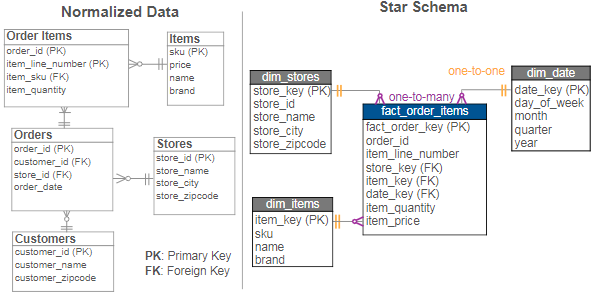 Normalized Data
Order Items
order_id (PK)
item_line_number (PK)
item_sku (FK)
item_quantity
Items
sku (PK)
price
name
brand
Orders
order_id (PK)
customer_id (FK)
store_id (FK)
order_date
Stores
store_id (PK)
store_name
store_city
store_zipcode
Customers
customer_id (PK)
customer_name
customer_zipcode
PK: Primary Key
FK: Foreign Key
Star Schema
dim_stores
store_key (PK)
store_id
store_name
store_city
store_zipcode
one-to-one
one-to-many
dim_date
date_key (PK)
day_of_week
month
quarter
year
fact_order_items
fact_order_key (PK)
order_id
item_line_number
store_key (FK)
item_key (FK)
date_key (FK)
item_quantity
item_price
dim_items
item_key (PK)
sku
name
brand